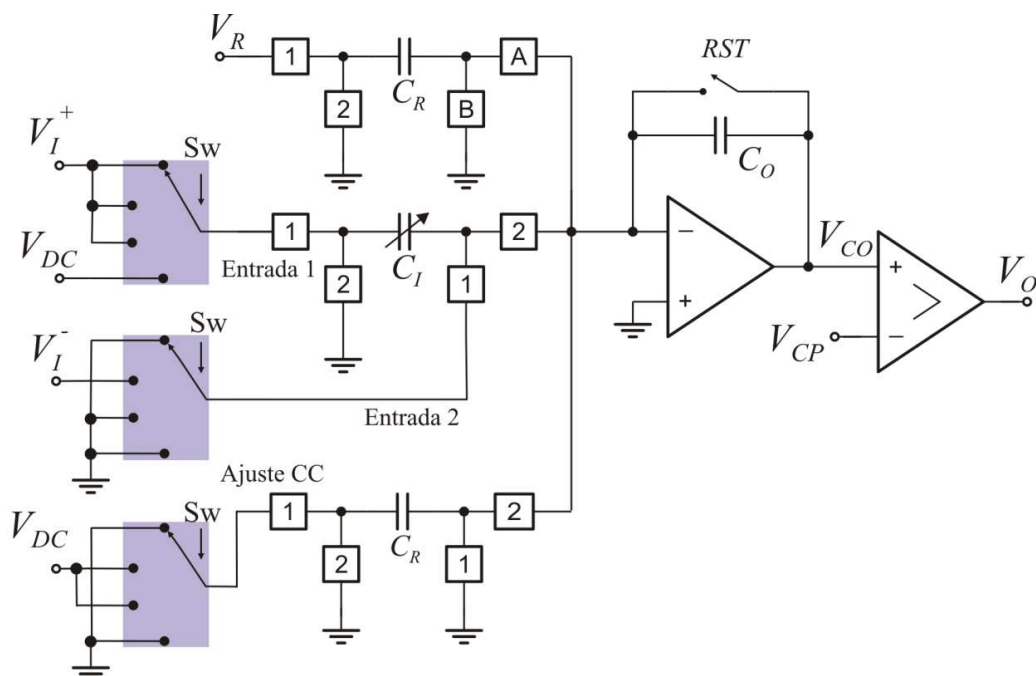 V_R
1
C_R
A
RST
2
B
V_I^+
Sw
C_O
1
C_I
2
V_DC
Entrada 1
2
1
−
+
V_CO
+
>
−
V_O
V_CP
V_I^-
Sw
Entrada 2
Ajuste CC
Sw
1
C_R
2
V_DC
2
1